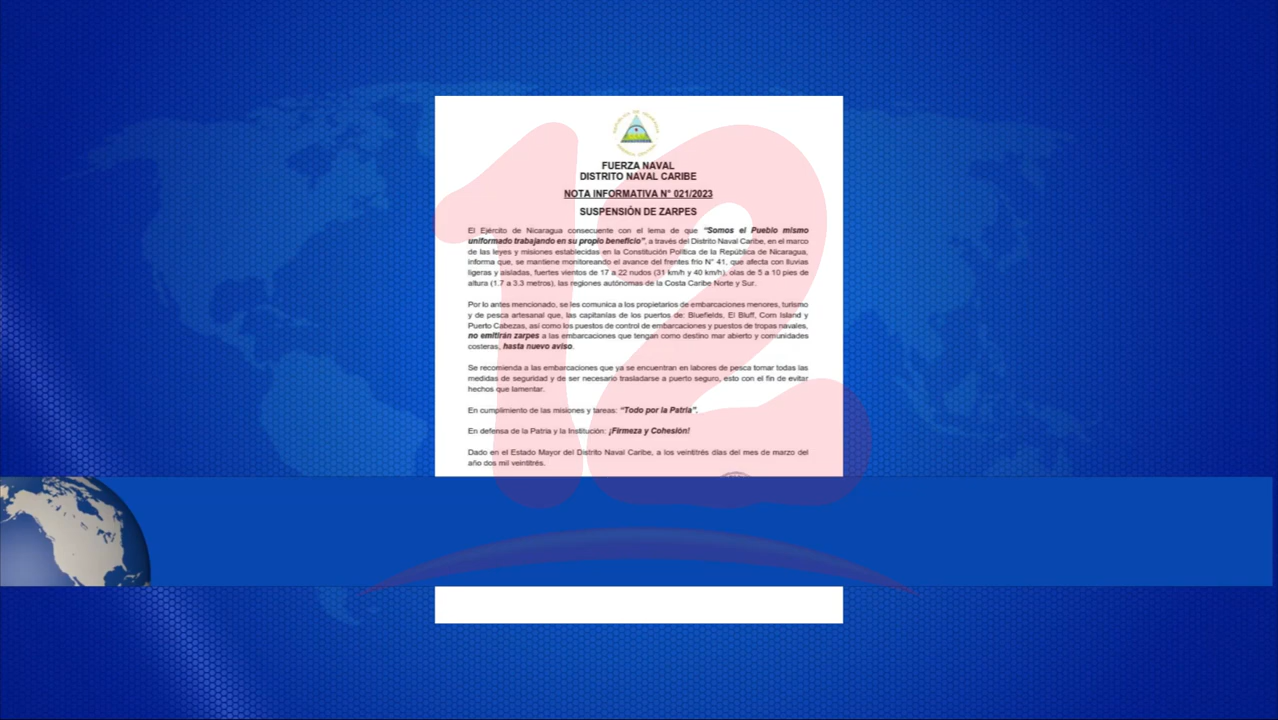 FUERZA NAVAL
DISTRITO NAVAL CARIBE
NOTA INFORMATIVA N° 021/2023
SUSPENSIÓN DE ZARPES
El Ejército de Nicaragua consecuente con el lema de que "Somos el Pueblo mismo
uniformado trabajando en su propio beneficio", a través del Distrito Naval Caribe, en el marco
de las leyes y misiones establecidas en la Constitución Política de la República de Nicaragua,
informa que, se mantiene monitoreando el avance del frentes frío N° 41, que afecta con lluvias
ligeras y aisladas, fuertes vientos de 17 a 22 nudos (31 km/h y 40 km/h), olas de 5 a 10 pies de
altura (1.7 a 3.3 metros), las regiones autónomas de la Costa Caribe Norte y Sur.
Por lo antes mencionado, se les comunica a los propietarios de embarcaciones menores, turismo
y de pesca artesanal que, las capitanías de los puertos de: Bluefields, El Bluff, Corn Island y
Puerto Cabezas, así como los puestos de control de embarcaciones y puestos de tropas navales,
no emitirán zarpes a las embarcaciones que tengan como destino mar abierto y comunidades
costeras, hasta nuevo aviso.
Se recomienda a las embarcaciones que ya se encuentran en labores de pesca tomar todas las
medidas de seguridad y de ser necesario trasladarse a puerto seguro, esto con el fin de evitar
hechos que lamentar.
En cumplimiento de las misiones y tareas: "Todo por la Patria".
En defensa de la Patria y la Institución: ¡Firmeza y Cohesión!
Dado en el Estado Mayor del Distrito Naval Caribe, a los veintitrés días del mes de marzo del
año dos mil veintitrés.
12